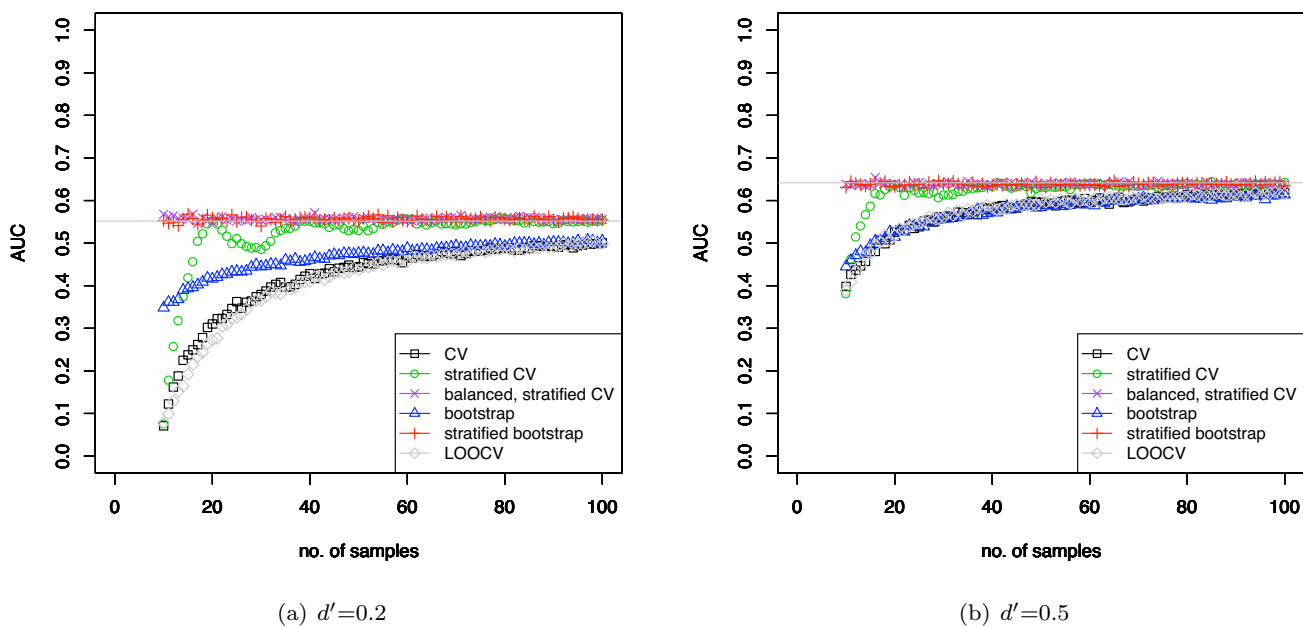 AUC
1.0
0.9
0.8
0.7
0.6
0.5
0.4
0.3
0.2
0.1
0.0
CV
stratified CV
balanced, stratified CV
bootstrap
stratified bootstrap
LOOCV
0 20 40 60 80 100
no. of samples
(a) d′=0.2
AUC
1.0
0.9
0.8
0.7
0.6
0.5
0.4
0.3
0.2
0.1
0.0
CV
stratified CV
balanced, stratified CV
bootstrap
stratified bootstrap
LOOCV
0 20 40 60 80 100
no. of samples
(b) d′=0.5